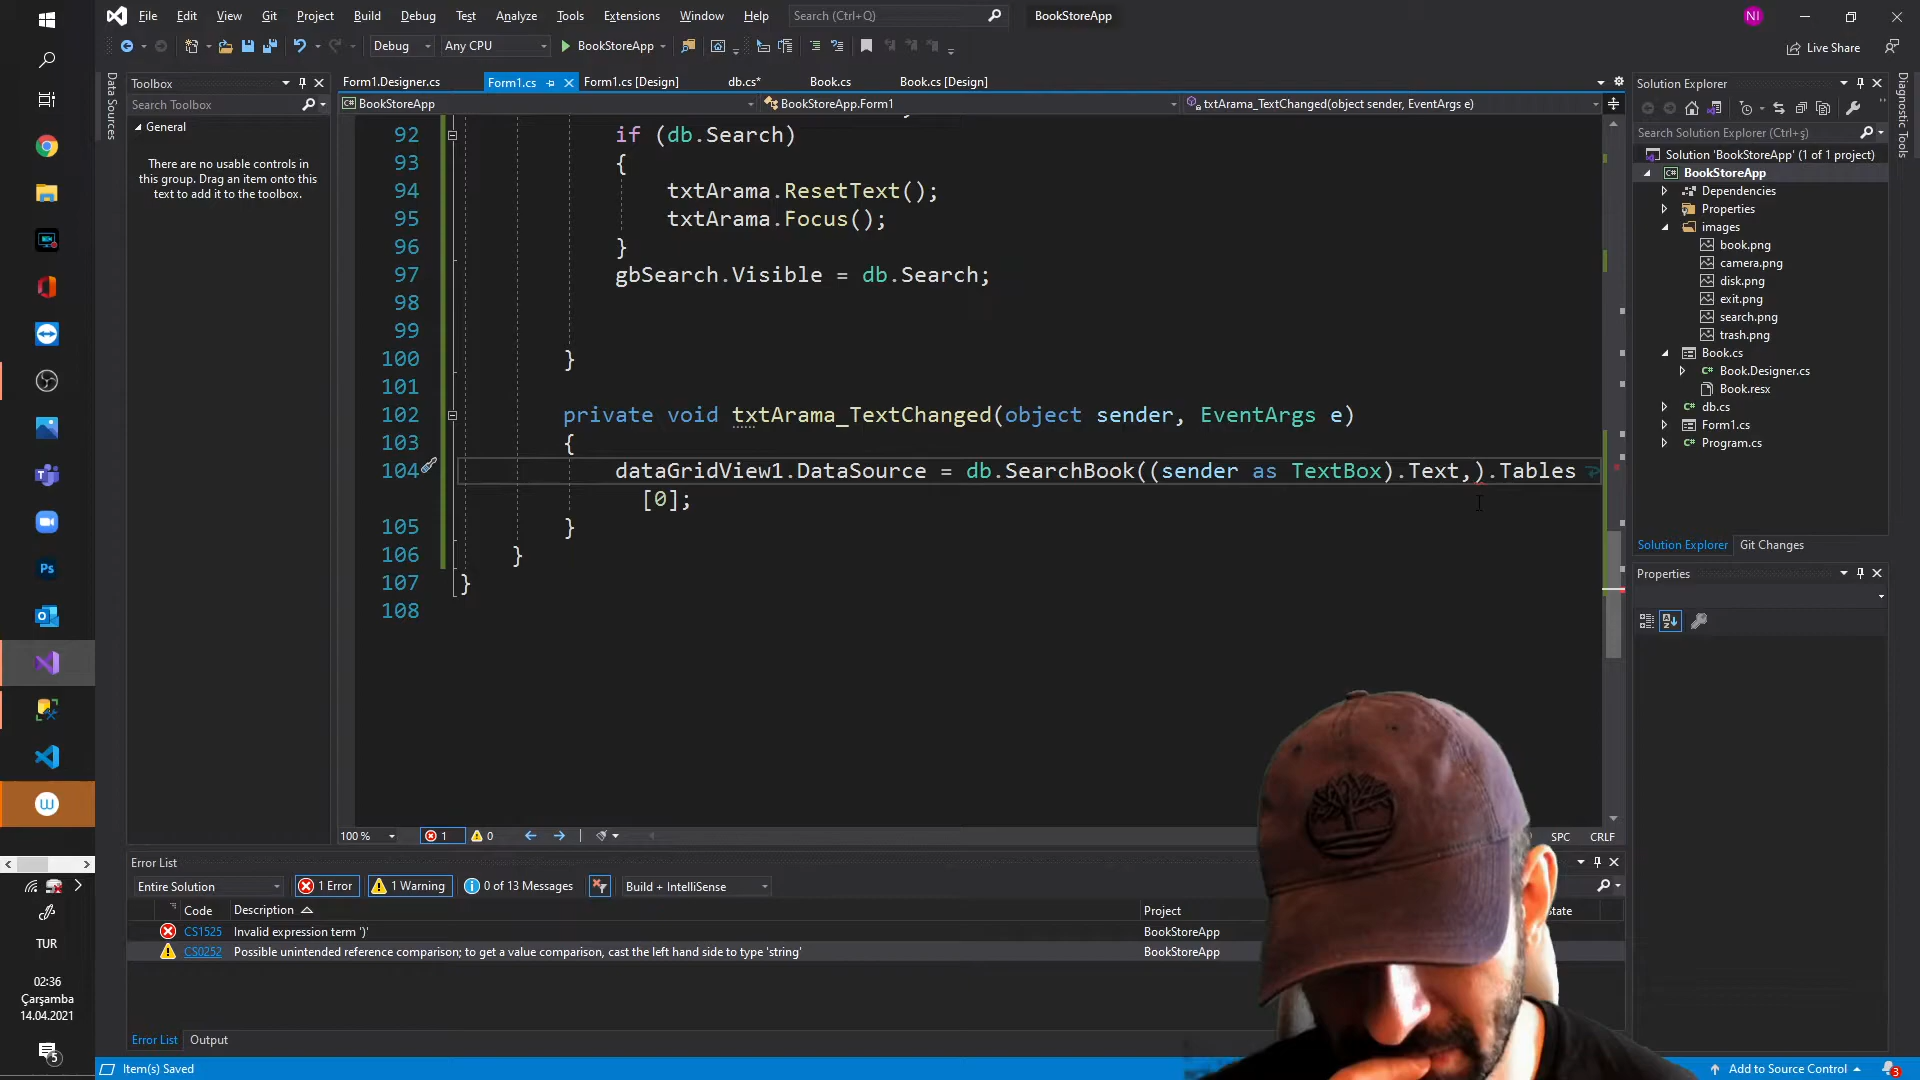 File Edit View Git Project Build Debug Test Analyze Tools Extensions Window Help Search (Ctrl+Q) BookStoreApp NI
Debug Any CPU BookStoreApp Live Share
Data Sources
Toolbox
Search Toolbox
General
There are no usable controls in
this group. Drag an item onto this
text to add it to the toolbox.
Form1.Designer.cs Form1.cs Form1.cs [Design] db.cs* Book.cs Book.cs [Design]
BookStoreApp BookStoreApp.Form1 txtArama_TextChanged(object sender, EventArgs e)
92 if (db.Search)
93 {
94 txtArama.ResetText();
95 txtArama.Focus();
96 }
97 gbSearch.Visible = db.Search;
98
99
100 }
101
102 private void txtArama_TextChanged(object sender, EventArgs e)
103 {
104 dataGridView1.DataSource = db.SearchBook((sender as TextBox).Text,).Tables
[0];
105 }
106 }
107 }
108
100 % 1 0 SPC CRLF
Error List
Entire Solution 1 Error 1 Warning 0 of 13 Messages Build + IntelliSense
Code Description Project State
CS1525 Invalid expression term ')' BookStoreApp
CS0252 Possible unintended reference comparison; to get a value comparison, cast the left hand side to type 'string' BookStoreApp
Error List Output
Item(s) Saved Add to Source Control 3
Solution Explorer
Search Solution Explorer (Ctrl+ş)
Solution 'BookStoreApp' (1 of 1 project)
BookStoreApp
Dependencies
Properties
images
book.png
camera.png
disk.png
exit.png
search.png
trash.png
Book.cs
Book.Designer.cs
Book.resx
db.cs
Form1.cs
Program.cs
Solution Explorer Git Changes
Properties
Diagnostic Tools
Ps
W
TUR
02:36
Çarşamba
14.04.2021
5